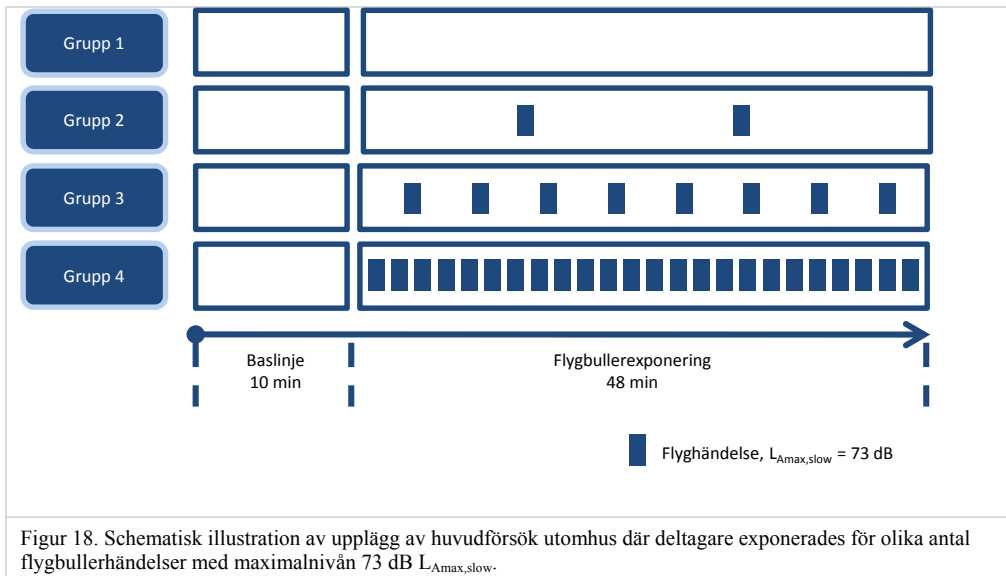 Grupp 1
Grupp 2
Grupp 3
Grupp 4
Baslinje
10 min
Flygbullerexponering
48 min
Flyghändelse, LAmax,slow = 73 dB
Figur 18. Schematisk illustration av upplägg av huvudförsök utomhus där deltagare exponerades för olika antal
flygbullerhändelser med maximalnivån 73 dB LAmax,slow.